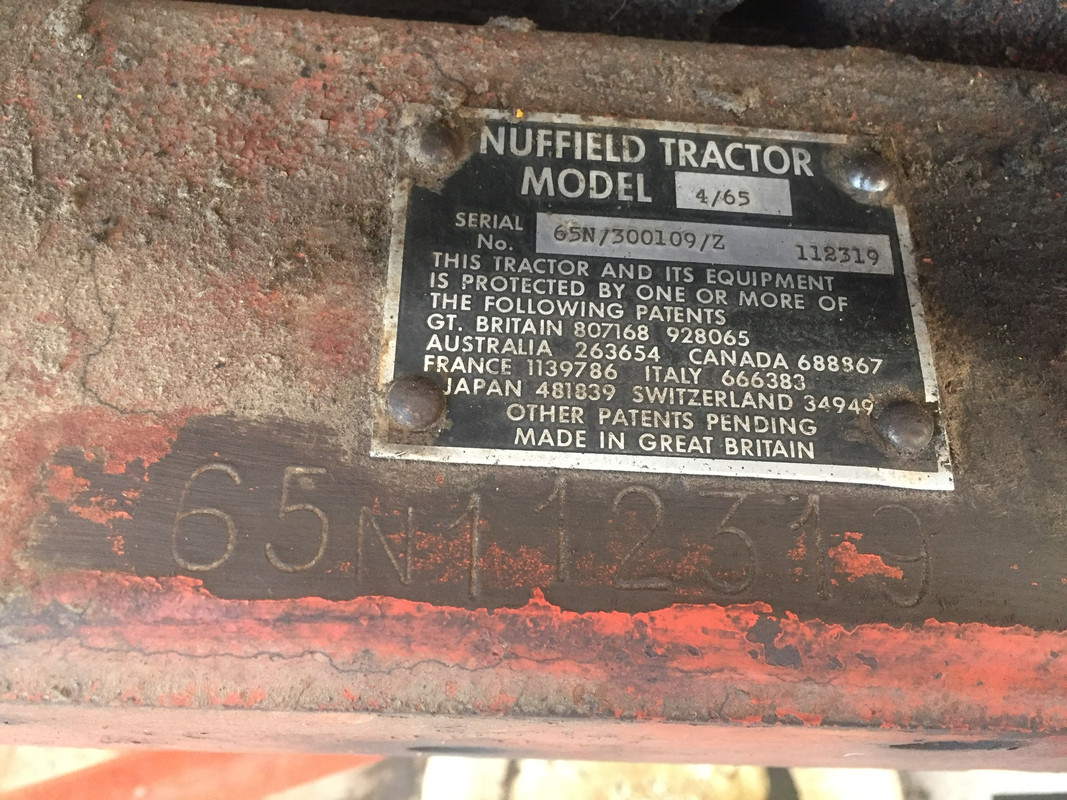 NUFFIELD TRACTOR
MODEL 4/65
SERIAL No. 65N/300109/Z 112319
THIS TRACTOR AND ITS EQUIPMENT
IS PROTECTED BY ONE OR MORE OF
THE FOLLOWING PATENTS
GT. BRITAIN 807168 928065
AUSTRALIA 263654 CANADA 688867
FRANCE 1139786 ITALY 666383
JAPAN 481839 SWITZERLAND 34949
OTHER PATENTS PENDING
MADE IN GREAT BRITAIN
65N112319